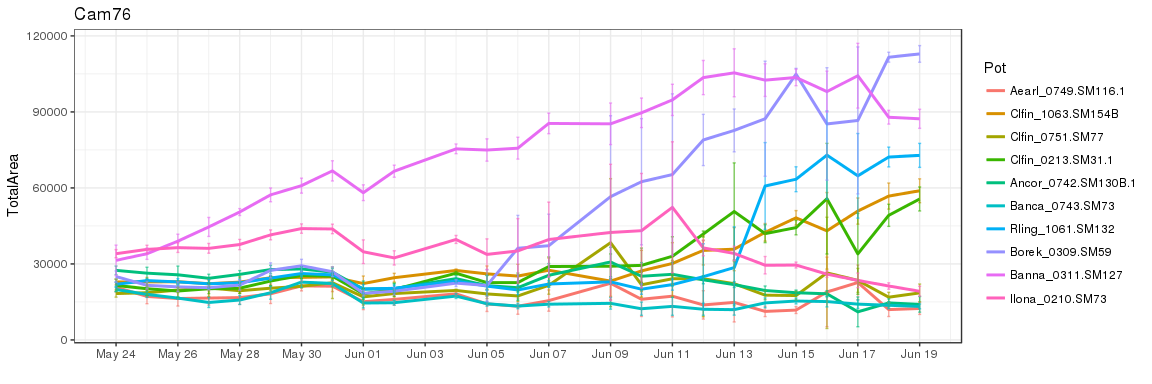 Cam76
TotalArea
120000
90000
60000
30000
0
May 24 May 26 May 28 May 30 Jun 01 Jun 03 Jun 05 Jun 07 Jun 09 Jun 11 Jun 13 Jun 15 Jun 17 Jun 19
Pot
Aearl_0749.SM116.1
Clfin_1063.SM154B
Clfin_0751.SM77
Clfin_0213.SM31.1
Ancor_0742.SM130B.1
Banca_0743.SM73
Rling_1061.SM132
Borek_0309.SM59
Banna_0311.SM127
Ilona_0210.SM73